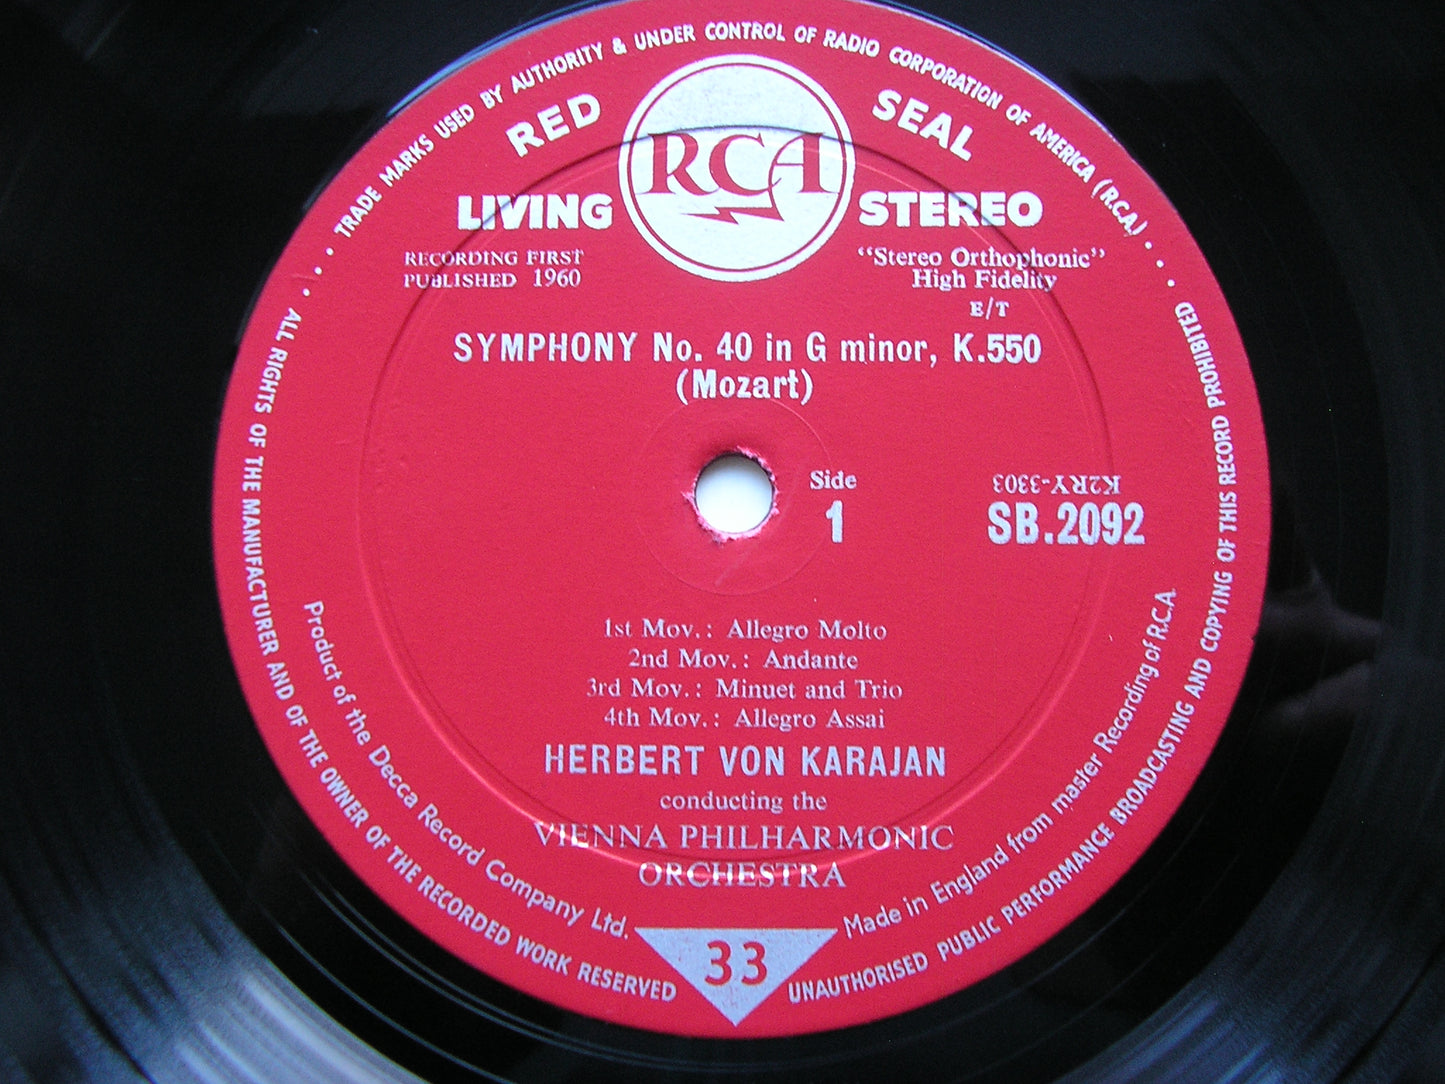 TRADE MARKS USED BY AUTHORITY & UNDER CONTROL OF RADIO CORPORATION OF AMERICA (R.C.A.)
RED SEAL
RCA
LIVING STEREO
RECORDING FIRST
PUBLISHED 1960
"Stereo Orthophonic"
High Fidelity
E/T
SYMPHONY No. 40 in G minor, K.550
(Mozart)
Side
1
K2RY-3303
SB.2092
1st Mov.: Allegro Molto
2nd Mov.: Andante
3rd Mov.: Minuet and Trio
4th Mov.: Allegro Assai
HERBERT VON KARAJAN
conducting the
VIENNA PHILHARMONIC
ORCHESTRA
Product of the Decca Record Company Ltd.
33
Made in England from master Recording of R.C.A.
ALL RIGHTS OF THE MANUFACTURER AND OF THE OWNER OF THE RECORDED WORK RESERVED
UNAUTHORISED PUBLIC PERFORMANCE BROADCASTING AND COPYING OF THIS RECORD PROHIBITED